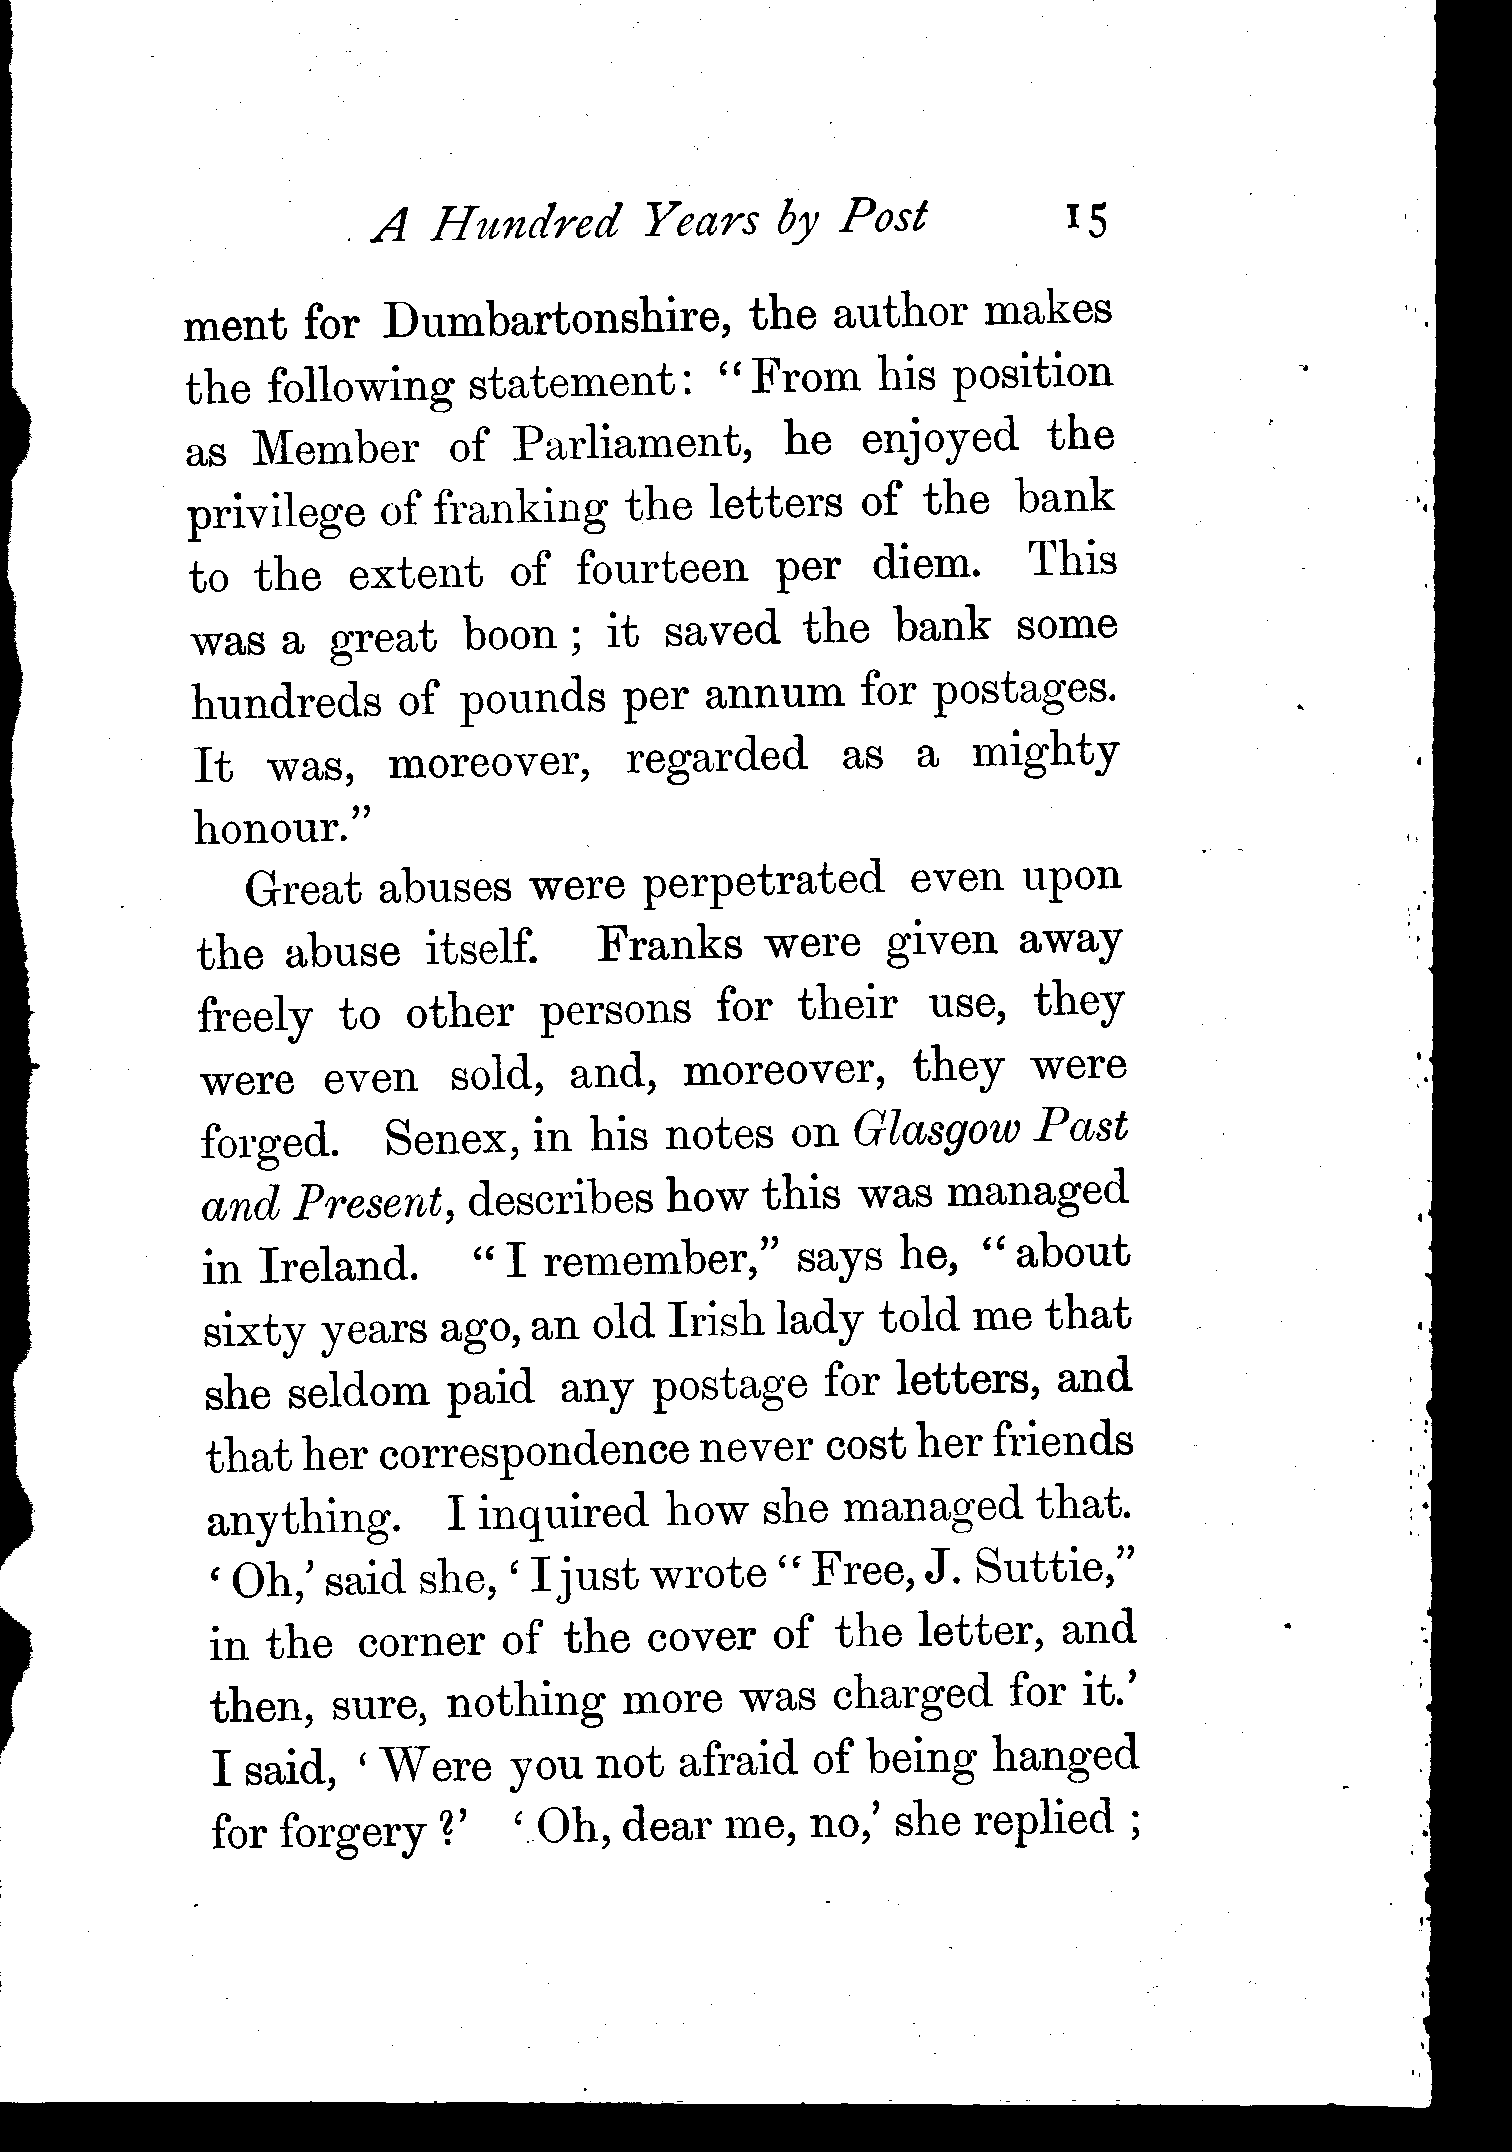 A Hundred Years by Post 15
ment for Dumbartonshire, the author makes
the following statement: “From his position
as Member of Parliament, he enjoyed the
privilege of franking the letters of the bank
to the extent of fourteen per diem. This
was a great boon; it saved the bank some
hundreds of pounds per annum for postages.
It was, moreover, regarded as a mighty
honour.”
Great abuses were perpetrated even upon
the abuse itself. Franks were given away
freely to other persons for their use, they
were even sold, and, moreover, they were
forged. Senex, in his notes on Glasgow Past
and Present, describes how this was managed
in Ireland. “I remember,” says he, “about
sixty years ago, an old Irish lady told me that
she seldom paid any postage for letters, and
that her correspondence never cost her friends
anything. I inquired how she managed that.
‘Oh,’ said she, ‘I just wrote “Free, J. Suttie,”
in the corner of the cover of the letter, and
then, sure, nothing more was charged for it.’
I said, ‘Were you not afraid of being hanged
for forgery?’ ‘Oh, dear me, no,’ she replied;